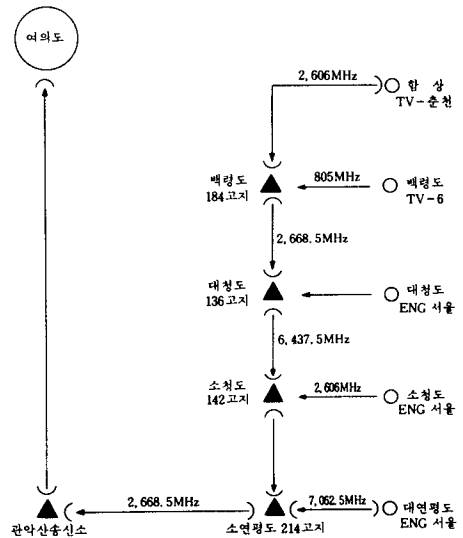 여의도
2,606MHz
함 상
TV-춘천
백령도
184고지
805MHz
백령도
TV-6
2,668.5MHz
대청도
136고지
대청도
ENG 서울
6,437.5MHz
소청도
142고지
2,606MHz
소청도
ENG 서울
2,668.5MHz
7,062.5MHz
관악산송신소
소연평도 214고지
대연평도
ENG 서울